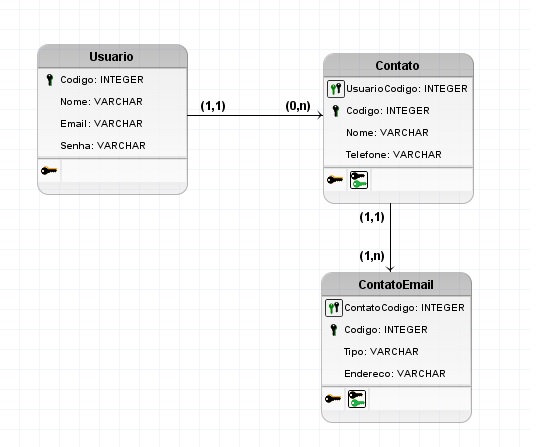 Usuario
Codigo: INTEGER
Nome: VARCHAR
Email: VARCHAR
Senha: VARCHAR
(1,1)
(0,n)
Contato
UsuarioCodigo: INTEGER
Codigo: INTEGER
Nome: VARCHAR
Telefone: VARCHAR
(1,1)
(1,n)
ContatoEmail
ContatoCodigo: INTEGER
Codigo: INTEGER
Tipo: VARCHAR
Endereco: VARCHAR